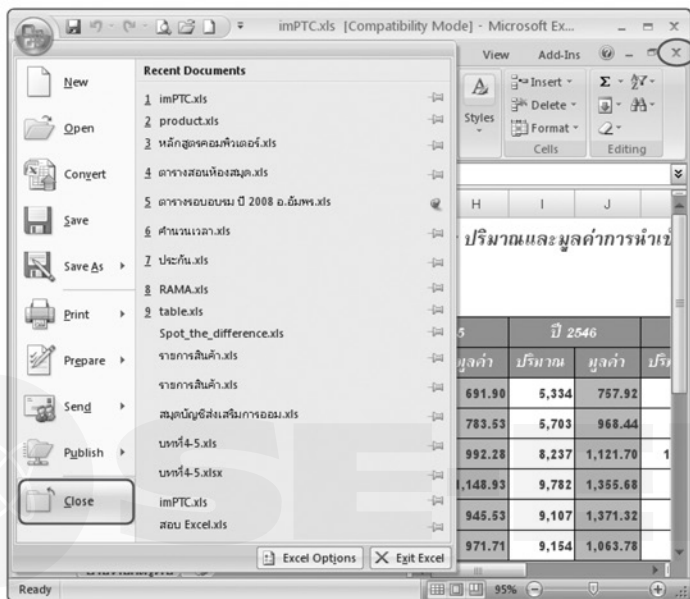 imPTC.xls [Compatibility Mode] - Microsoft Ex...
View Add-Ins
New
Open
Convert
Save
Save As
Print
Prepare
Send
Publish
Close
Recent Documents
1 imPTC.xls
2 product.xls
3 หลักสูตรคอมพิวเตอร์.xls
4 ตารางสอนห้องสมุด.xls
5 ตารางรอบอบรม ปี 2008 อ.อัมพร.xls
6 คำนวนเวลา.xls
7 ประกัน.xls
8 RAMA.xls
9 table.xls
Spot_the_difference.xls
รายการสินค้า.xls
รายการสินค้า.xls
สมุดบัญชีส่งเสริมการออม.xls
บทที่4-5.xls
บทที่4-5.xlsx
imPTC.xls
สอบ Excel.xls
Excel Options Exit Excel
Styles
Insert
Delete
Format
Cells
Editing
H I J
ปริมาณและมูลค่าการนำเข้
5 ปี 2546
มูลค่า ปริมาณ มูลค่า
691.90 5,334 757.92
783.53 5,703 968.44
992.28 8,237 1,121.70 1
1,148.93 9,782 1,355.68
945.53 9,107 1,371.32
971.71 9,154 1,063.78
Ready 95%
SE-ED